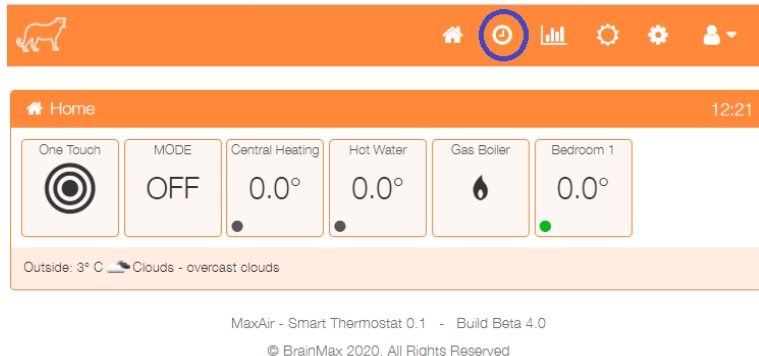 Home 12:21
One Touch MODE Central Heating Hot Water Gas Boiler Bedroom 1
OFF 0.0° 0.0° 0.0°
Outside: 3° C Clouds - overcast clouds
MaxAir - Smart Thermostat 0.1 - Build Beta 4.0
© BrainMax 2020. All Rights Reserved